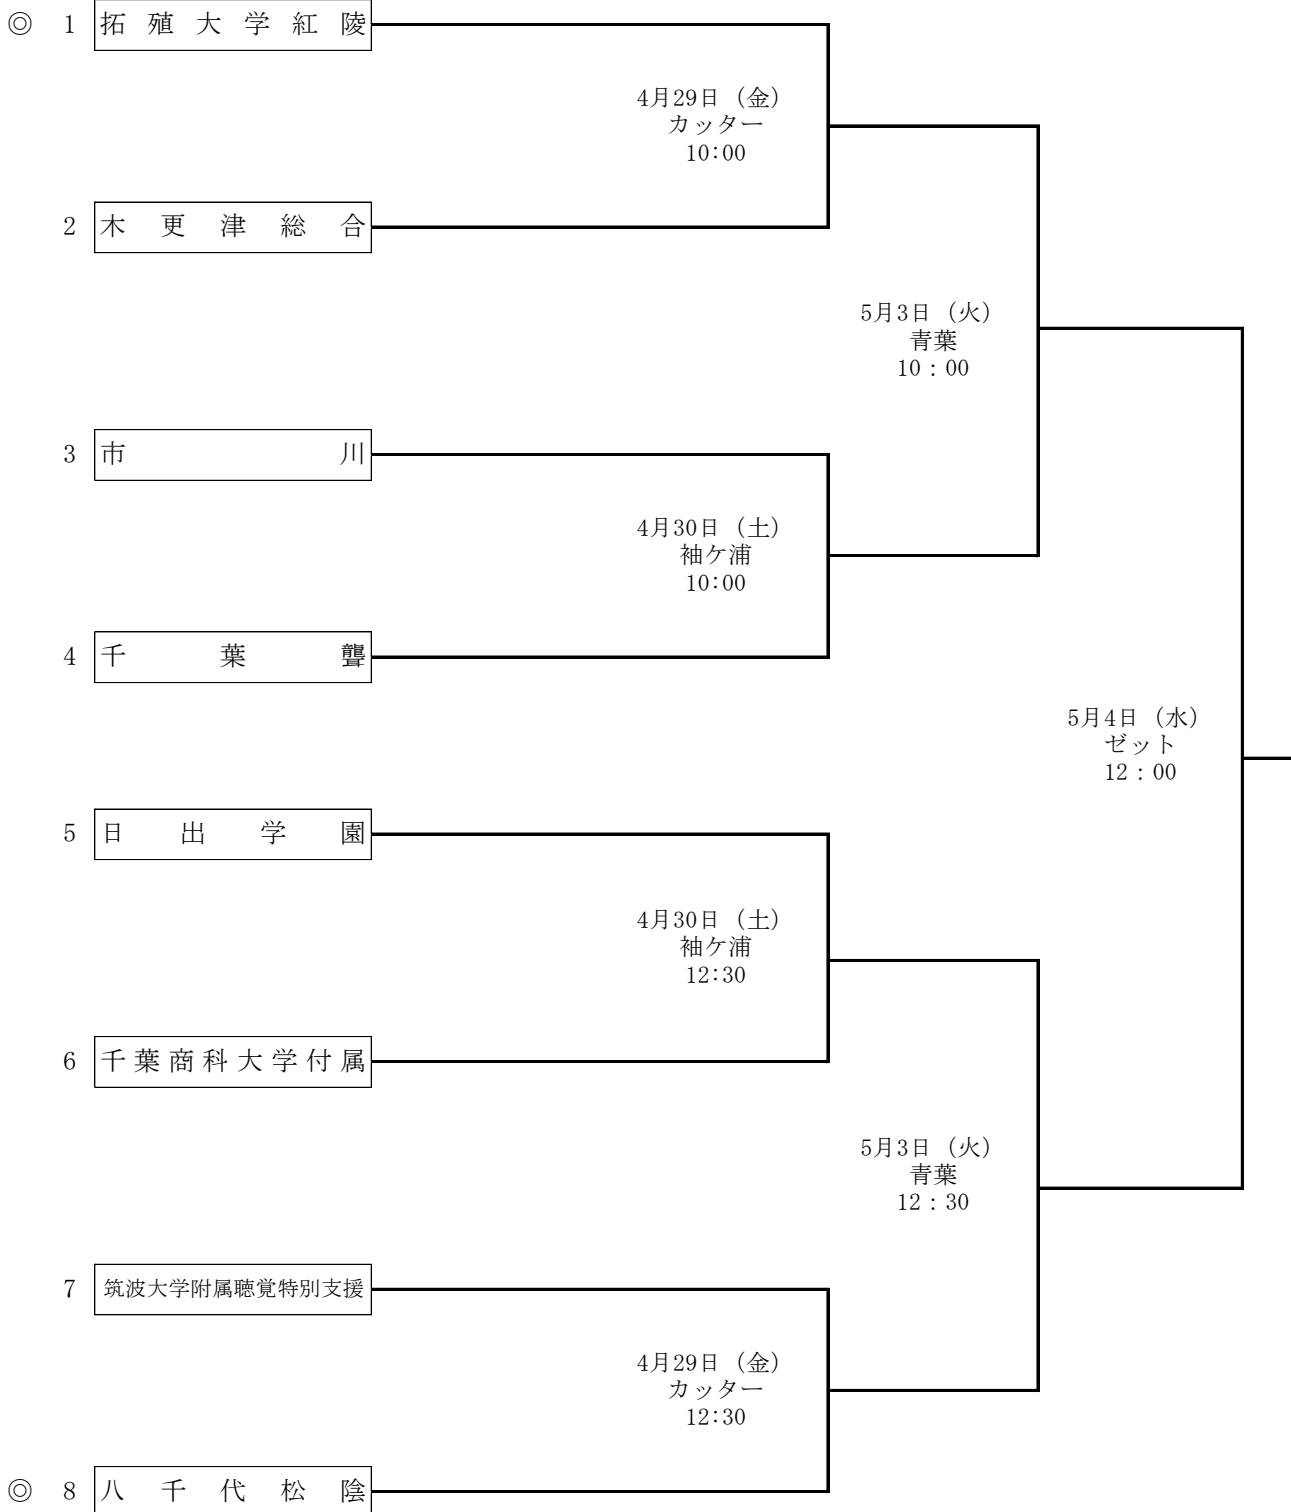 ◎ 1 拓殖大学紅陵
4月29日（金）
カッター
10:00
2 木更津総合
5月3日（火）
青葉
10：00
3 市川
4月30日（土）
袖ケ浦
10:00
4 千葉聾
5月4日（水）
ゼット
12：00
5 日出学園
4月30日（土）
袖ケ浦
12:30
6 千葉商科大学付属
5月3日（火）
青葉
12：30
7 筑波大学附属聴覚特別支援
4月29日（金）
カッター
12:30
◎ 8 八千代松陰